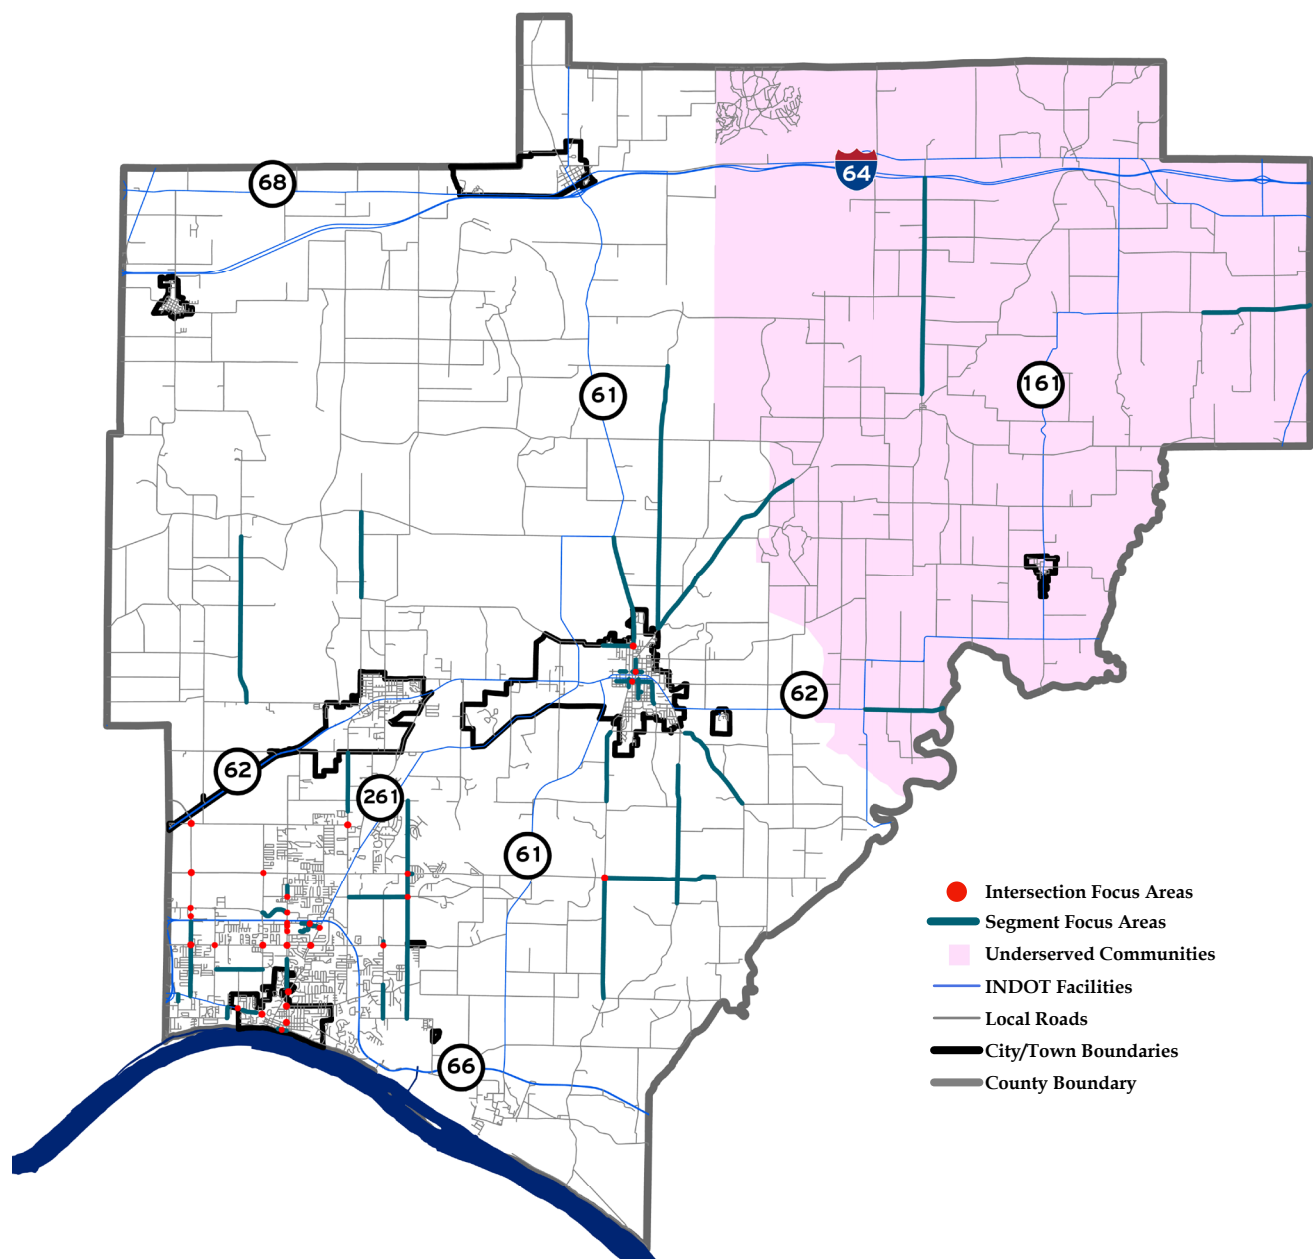 68
64
61
161
62
62
261
61
66
Intersection Focus Areas
Segment Focus Areas
Underserved Communities
INDOT Facilities
Local Roads
City/Town Boundaries
County Boundary